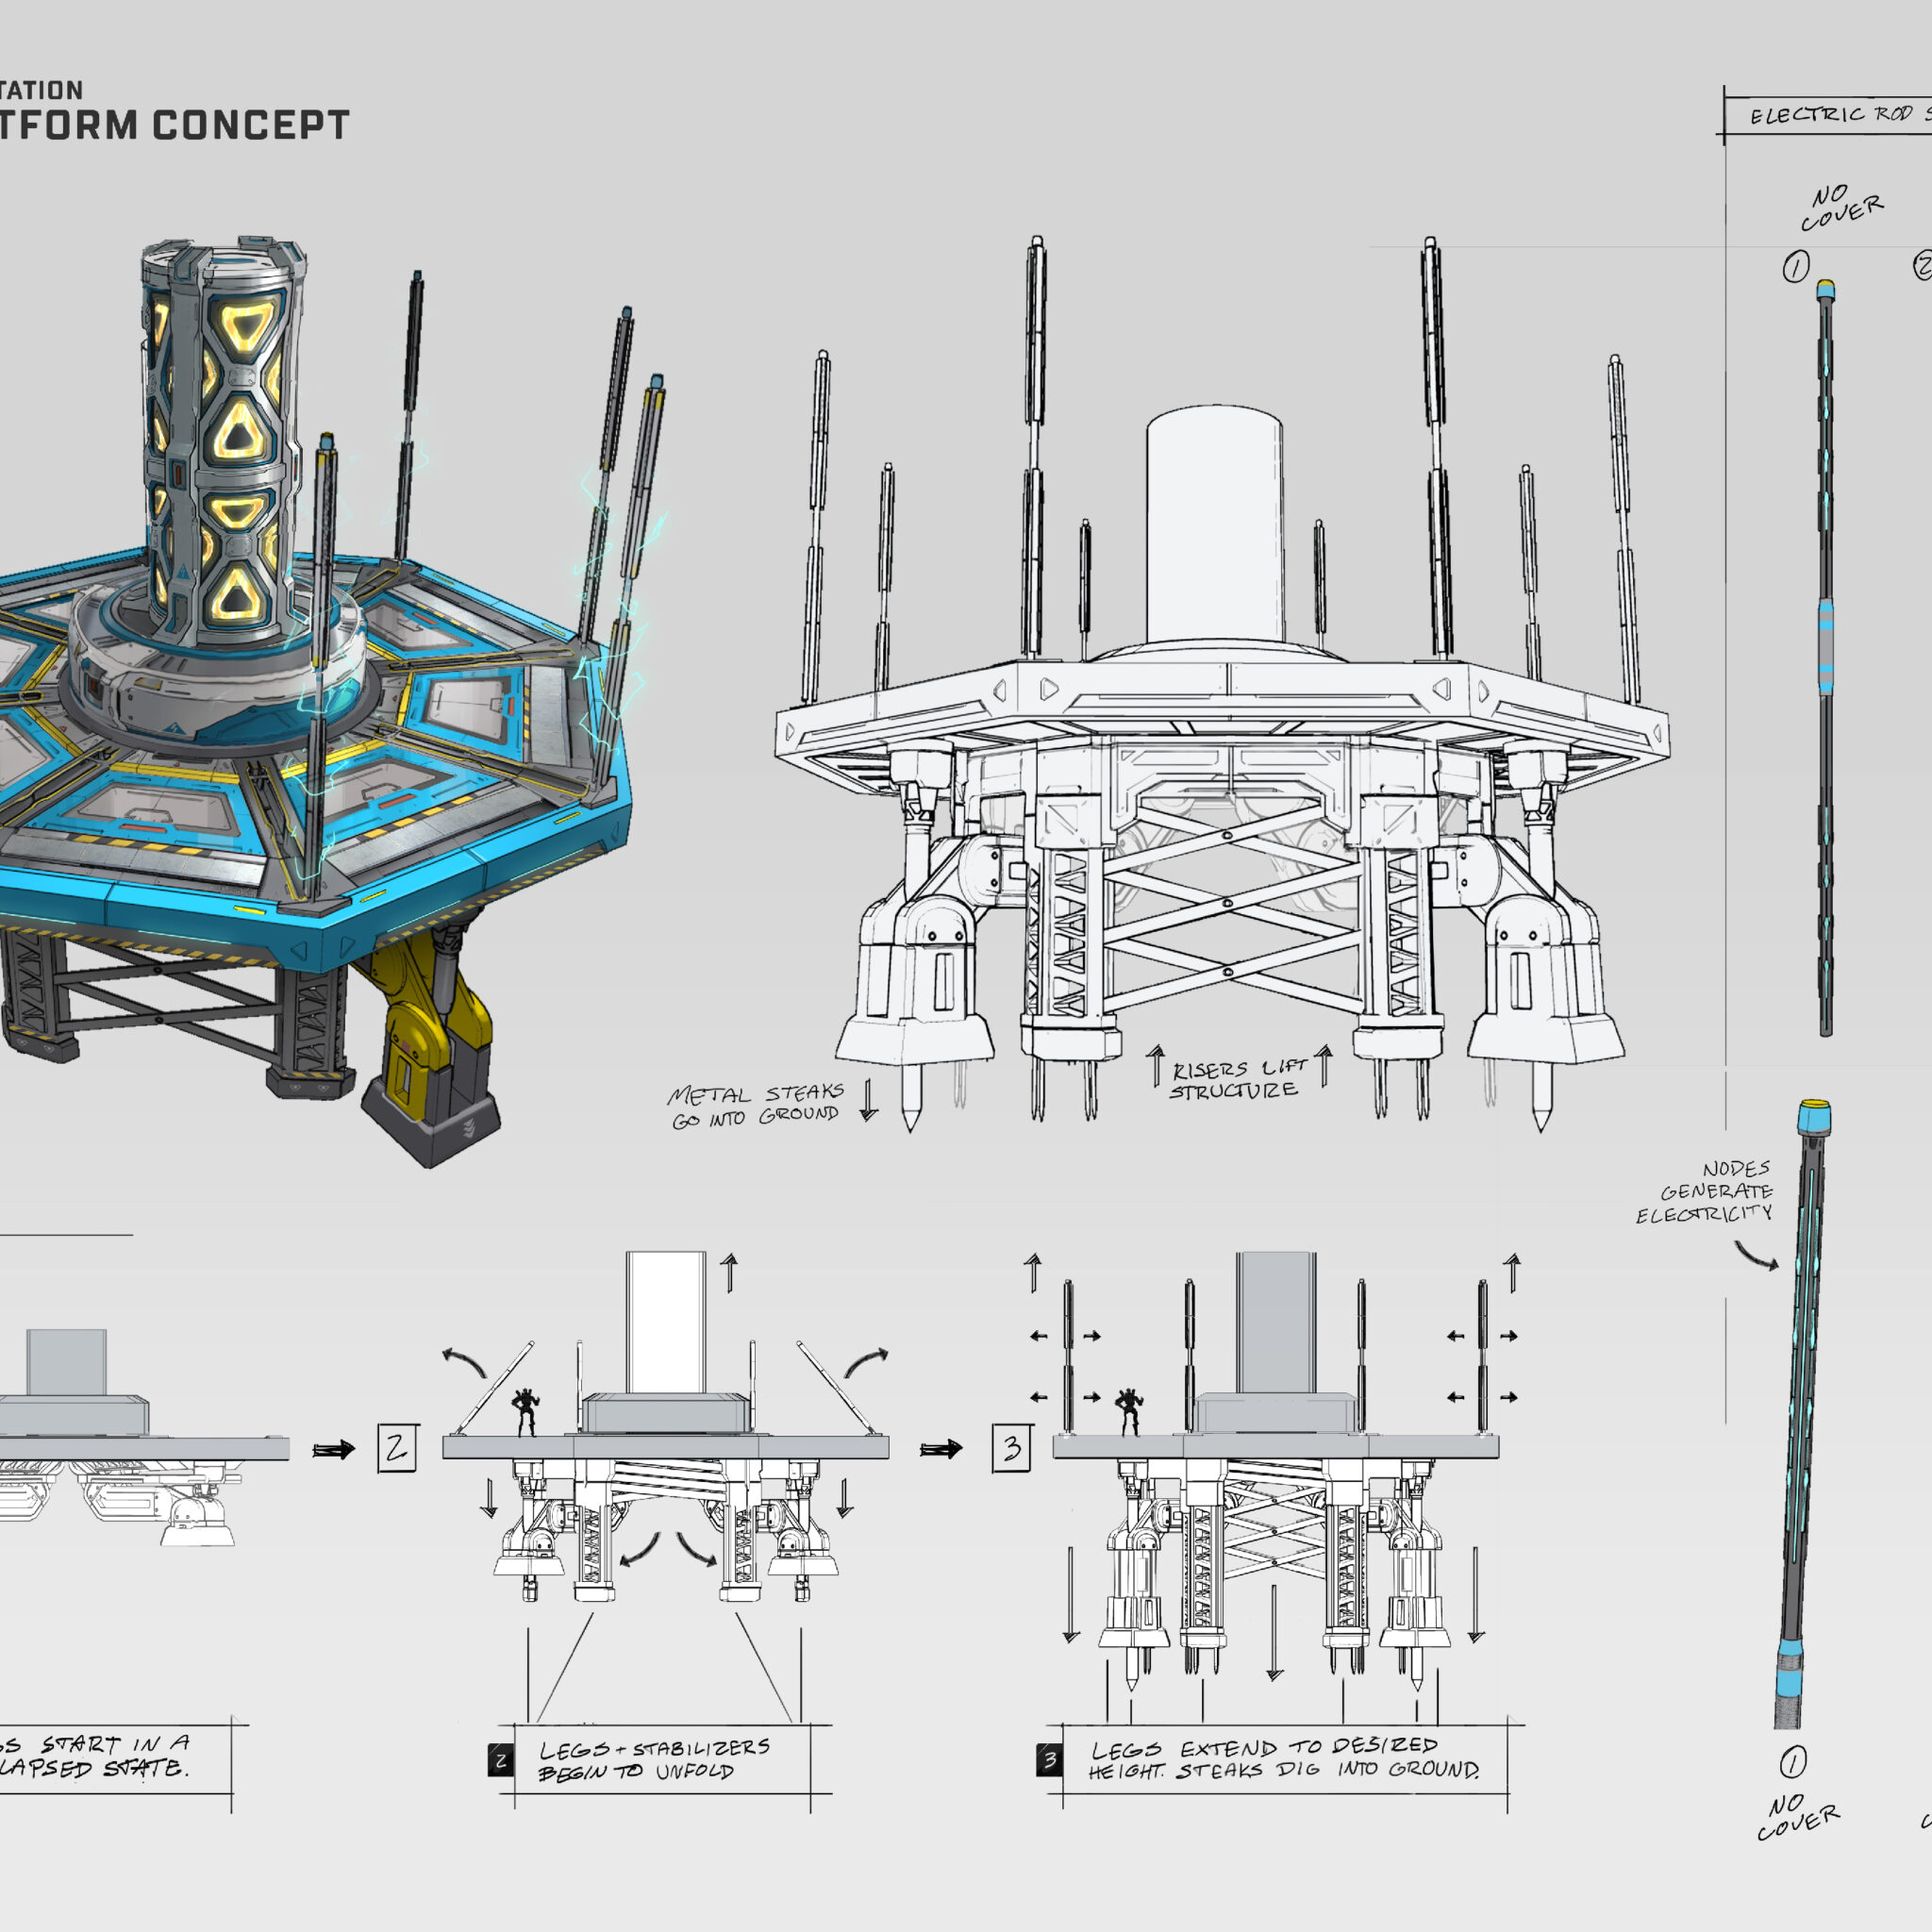 TATION
TFORM CONCEPT
ELECTRIC ROD S
NO
COVER
1
2
METAL STEAKS
GO INTO GROUND
RISERS LIFT
STRUCTURE
NODES
GENERATE
ELECTRICITY
2
3
GS START IN A
LAPSED STATE.
2
LEGS + STABILIZERS
BEGIN TO UNFOLD
3
LEGS EXTEND TO DESIRED
HEIGHT. STEAKS DIG INTO GROUND.
1
NO
COVER